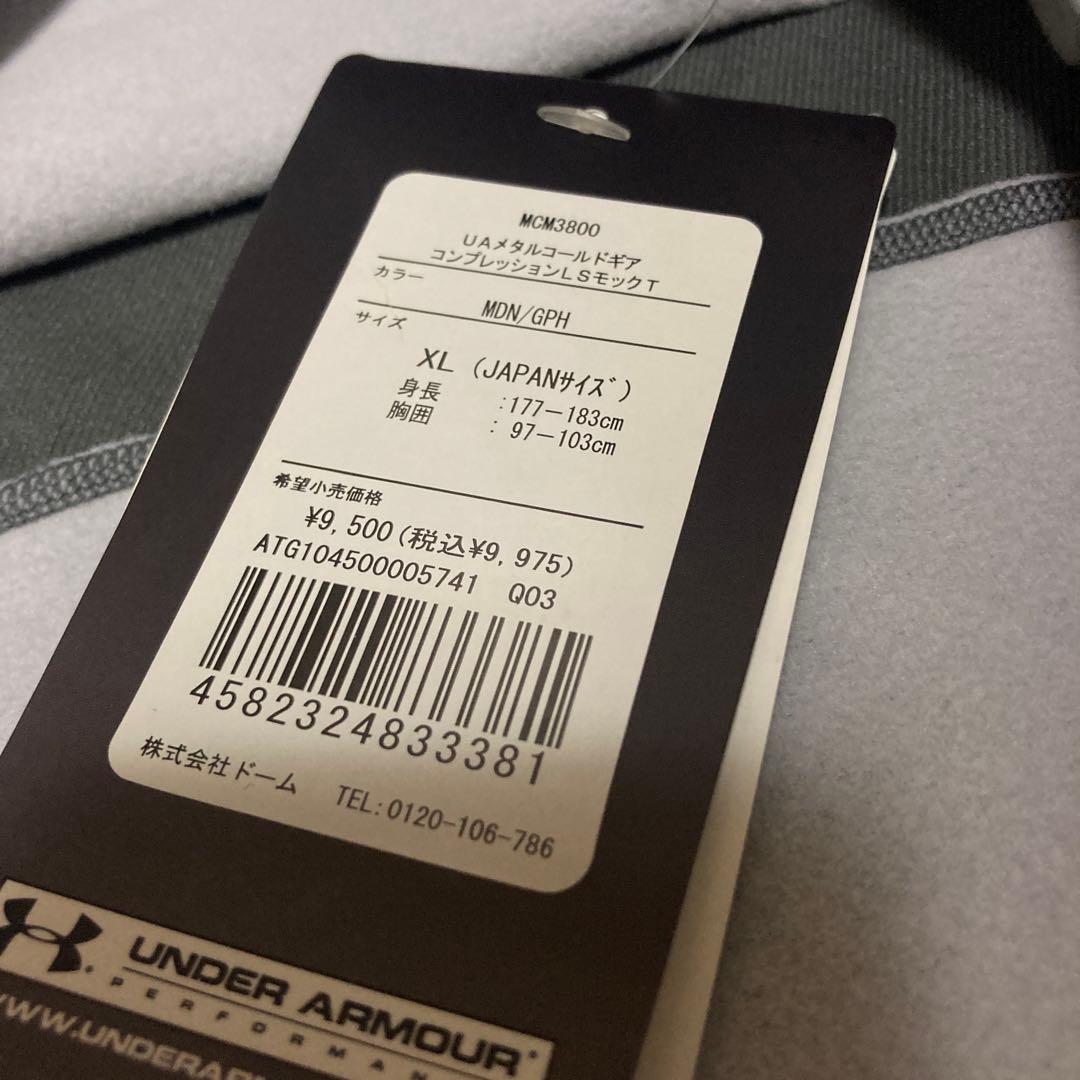 MCM3800
UAメタルコールドギア
コンプレッションLSモックT
カラー
MDN/GPH
サイズ
XL (JAPANサイズ)
身長 :177-183cm
胸囲 : 97-103cm
希望小売価格
¥9,500(税込¥9,975)
ATG104500005741 Q03
4582324833381
株式会社ドーム TEL:0120-106-786
UNDER ARMOUR